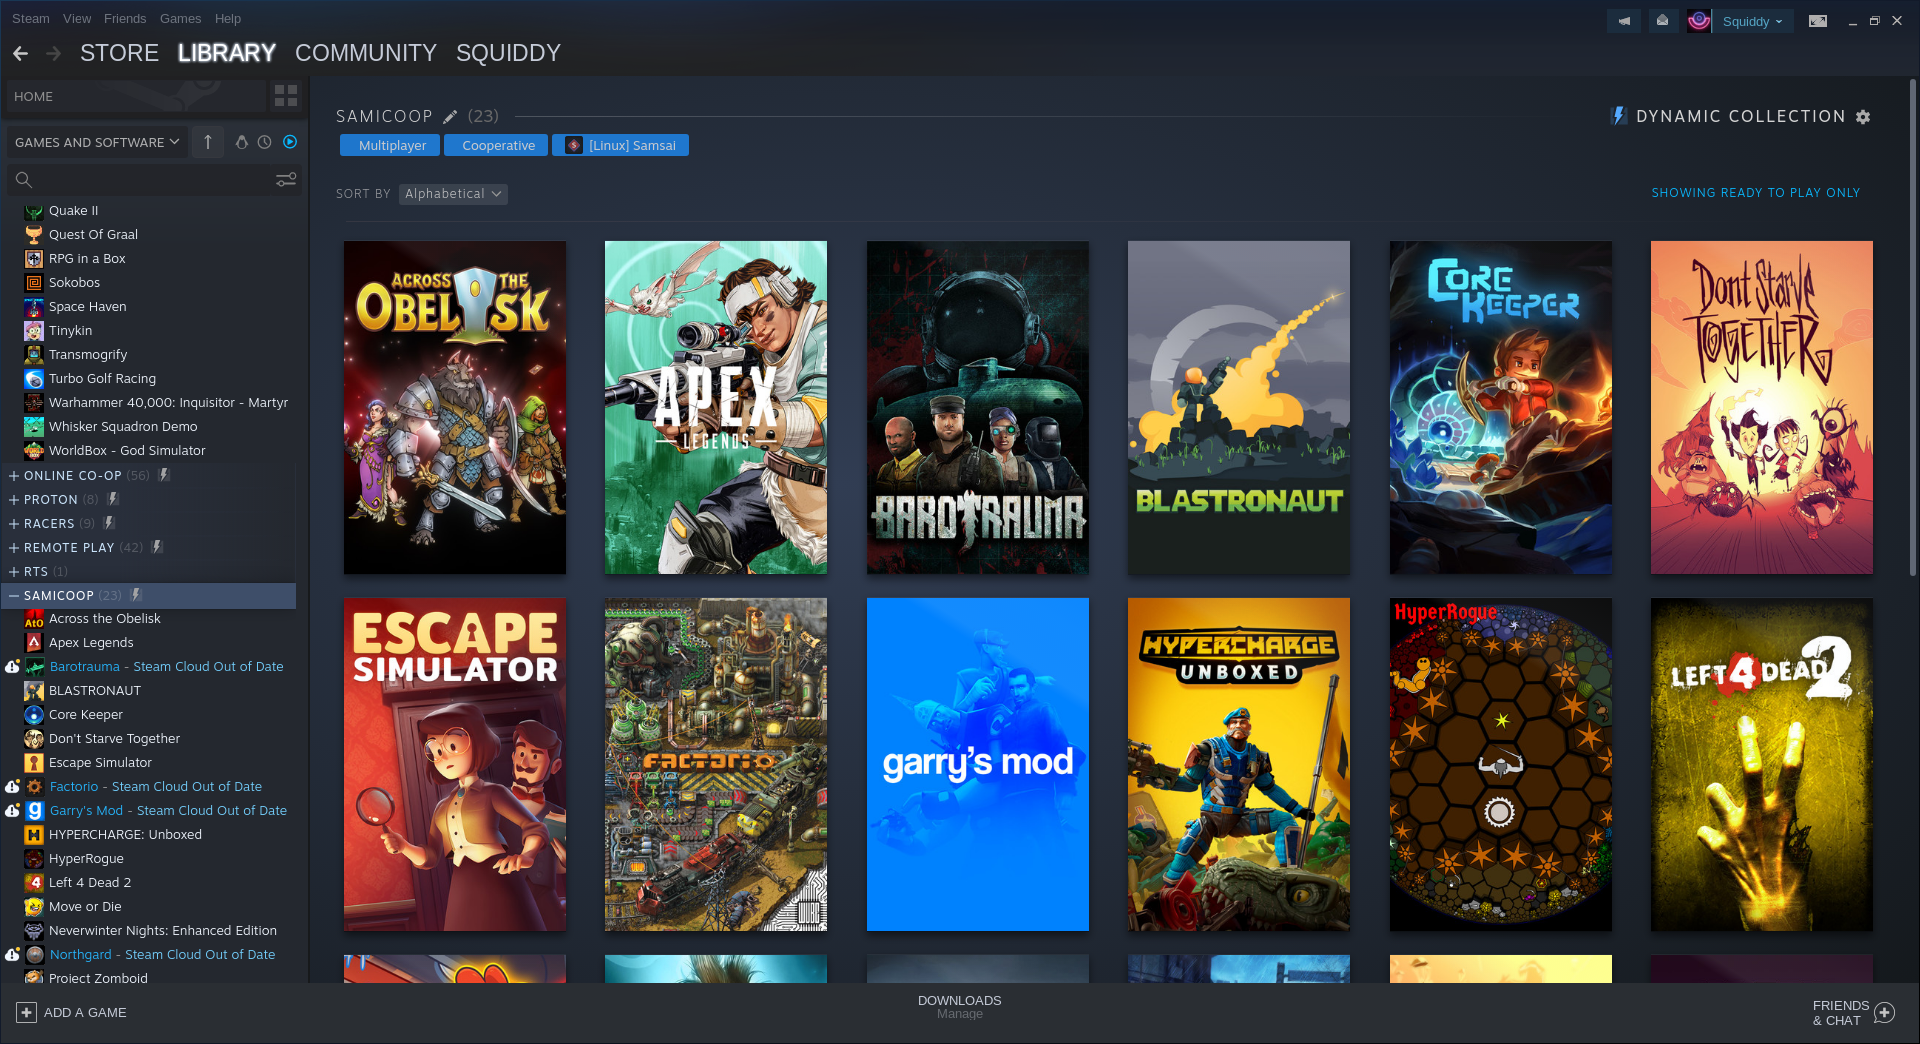 Steam View Friends Games Help
Squiddy
STORE LIBRARY COMMUNITY SQUIDDY
HOME
GAMES AND SOFTWARE
Quake II
Quest Of Graal
RPG in a Box
Sokobos
Space Haven
Tinykin
Transmogrify
Turbo Golf Racing
Warhammer 40,000: Inquisitor - Martyr
Whisker Squadron Demo
WorldBox - God Simulator
ONLINE CO-OP (56)
PROTON (8)
RACERS (9)
REMOTE PLAY (42)
RTS (1)
SAMICOOP (23)
Across the Obelisk
Apex Legends
Barotrauma - Steam Cloud Out of Date
BLASTRONAUT
Core Keeper
Don't Starve Together
Escape Simulator
Factorio - Steam Cloud Out of Date
Garry's Mod - Steam Cloud Out of Date
HYPERCHARGE: Unboxed
HyperRogue
Left 4 Dead 2
Move or Die
Neverwinter Nights: Enhanced Edition
Northgard - Steam Cloud Out of Date
Project Zomboid
SAMICOOP (23)
DYNAMIC COLLECTION
Multiplayer Cooperative [Linux] Samsai
SORT BY Alphabetical
SHOWING READY TO PLAY ONLY
ACROSS THE
OBELISK
APEX
LEGENDS
BAROTRAUMA
BLASTRONAUT
CORE
KEEPER
Dont Starve
TOGETHER
ESCAPE
SIMULATOR
FACTORIO
WUBE
garry's mod
HYPERCHARGE
UNBOXED
HyperRogue
LEFT 4 DEAD 2
ADD A GAME
DOWNLOADS
Manage
FRIENDS
& CHAT